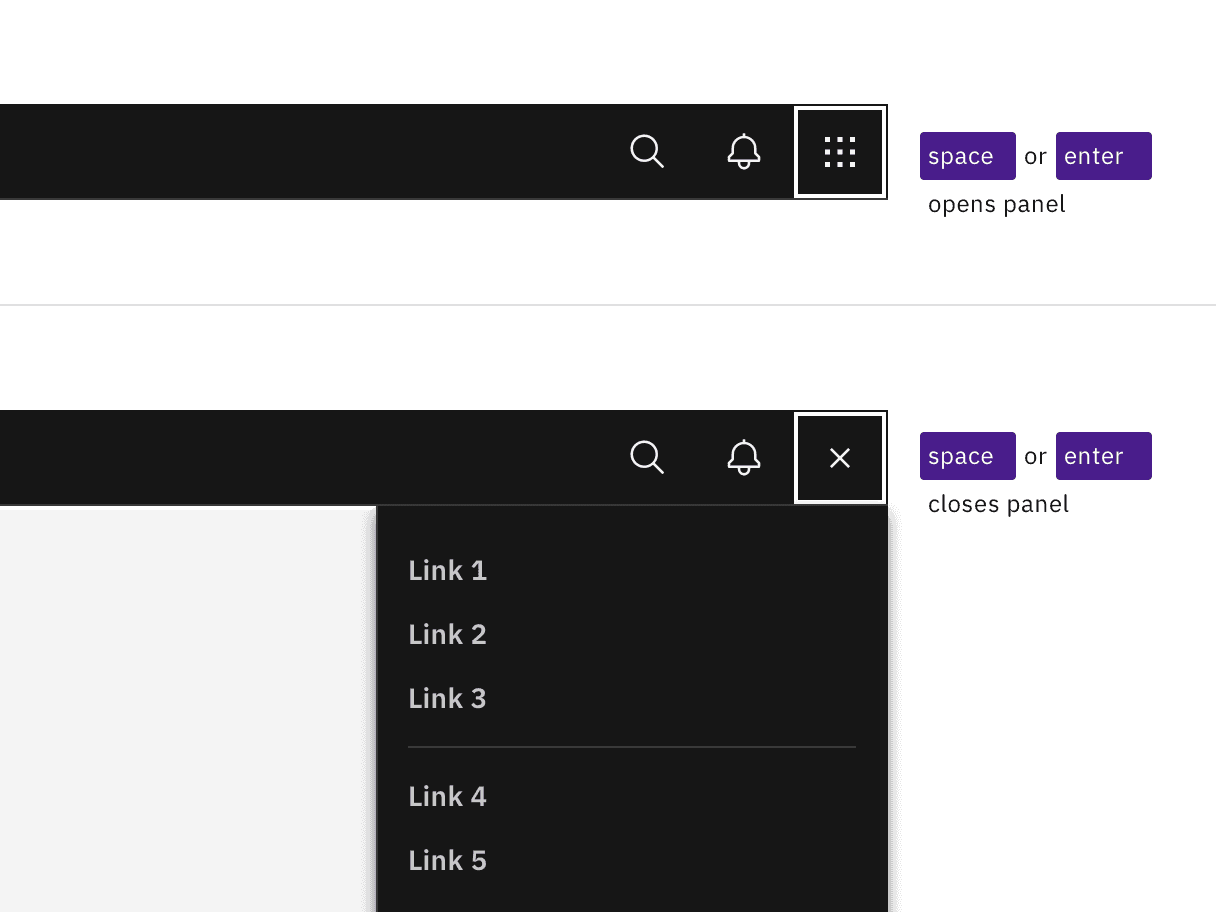 space or enter
opens panel
space or enter
closes panel
Link 1
Link 2
Link 3
Link 4
Link 5